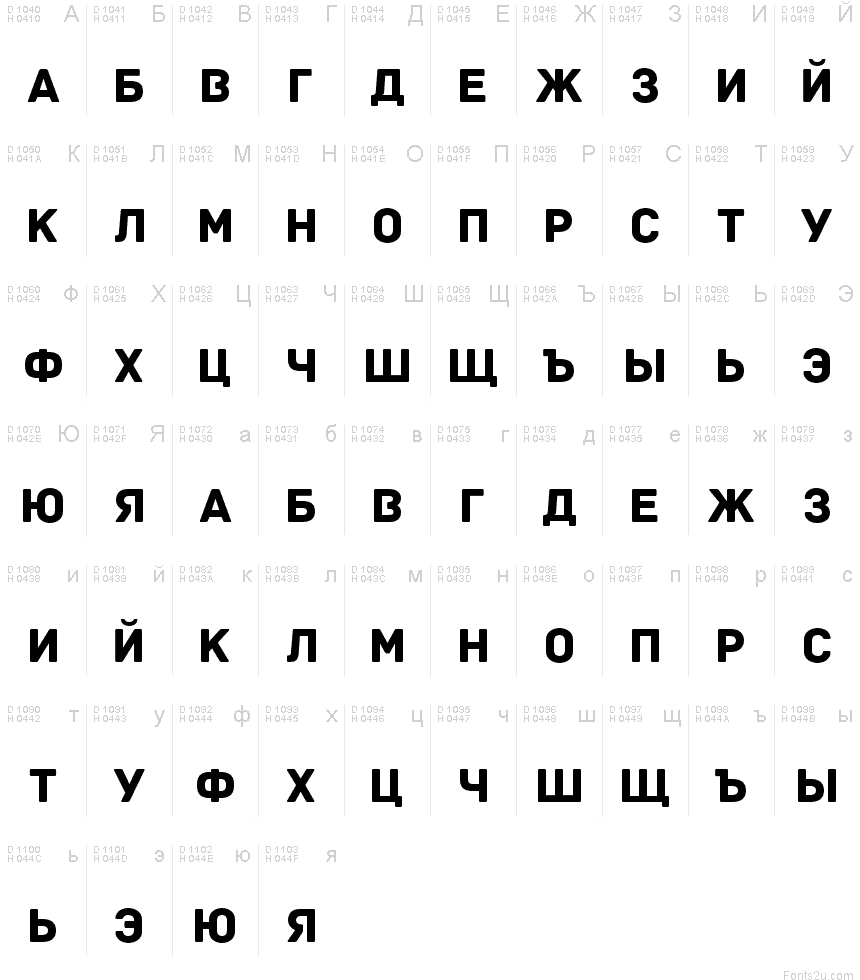 D 1040 H 0410 А D 1041 H 0411 Б D 1042 H 0412 В D 1043 H 0413 Г D 1044 H 0414 Д D 1045 H 0415 Е D 1046 H 0416 Ж D 1047 H 0417 З D 1048 H 0418 И D 1049 H 0419 Й
А Б В Г Д Е Ж З И Й
D 1050 H 041A К D 1051 H 041B Л D 1052 H 041C М D 1053 H 041D Н D 1054 H 041E О D 1055 H 041F П D 1056 H 0420 Р D 1057 H 0421 С D 1058 H 0422 Т D 1059 H 0423 У
К Л М Н О П Р С Т У
D 1060 H 0424 Ф D 1061 H 0425 Х D 1062 H 0426 Ц D 1063 H 0427 Ч D 1064 H 0428 Ш D 1065 H 0429 Щ D 1066 H 042A Ъ D 1067 H 042B Ы D 1068 H 042C Ь D 1069 H 042D Э
Ф Х Ц Ч Ш Щ Ъ Ы Ь Э
D 1070 H 042E Ю D 1071 H 042F Я D 1072 H 0430 а D 1073 H 0431 б D 1074 H 0432 в D 1075 H 0433 г D 1076 H 0434 д D 1077 H 0435 е D 1078 H 0436 ж D 1079 H 0437 з
Ю Я А Б В Г Д Е Ж З
D 1080 H 0438 и D 1081 H 0439 й D 1082 H 043A к D 1083 H 043B л D 1084 H 043C м D 1085 H 043D н D 1086 H 043E о D 1087 H 043F п D 1088 H 0440 р D 1089 H 0441 с
И Й К Л М Н О П Р С
D 1090 H 0442 т D 1091 H 0443 у D 1092 H 0444 ф D 1093 H 0445 х D 1094 H 0446 ц D 1095 H 0447 ч D 1096 H 0448 ш D 1097 H 0449 щ D 1098 H 044A ъ D 1099 H 044B ы
Т У Ф Х Ц Ч Ш Щ Ъ Ы
D 1100 H 044C ь D 1101 H 044D э D 1102 H 044E ю D 1103 H 044F я
Ь Э Ю Я
Fonts2u.com